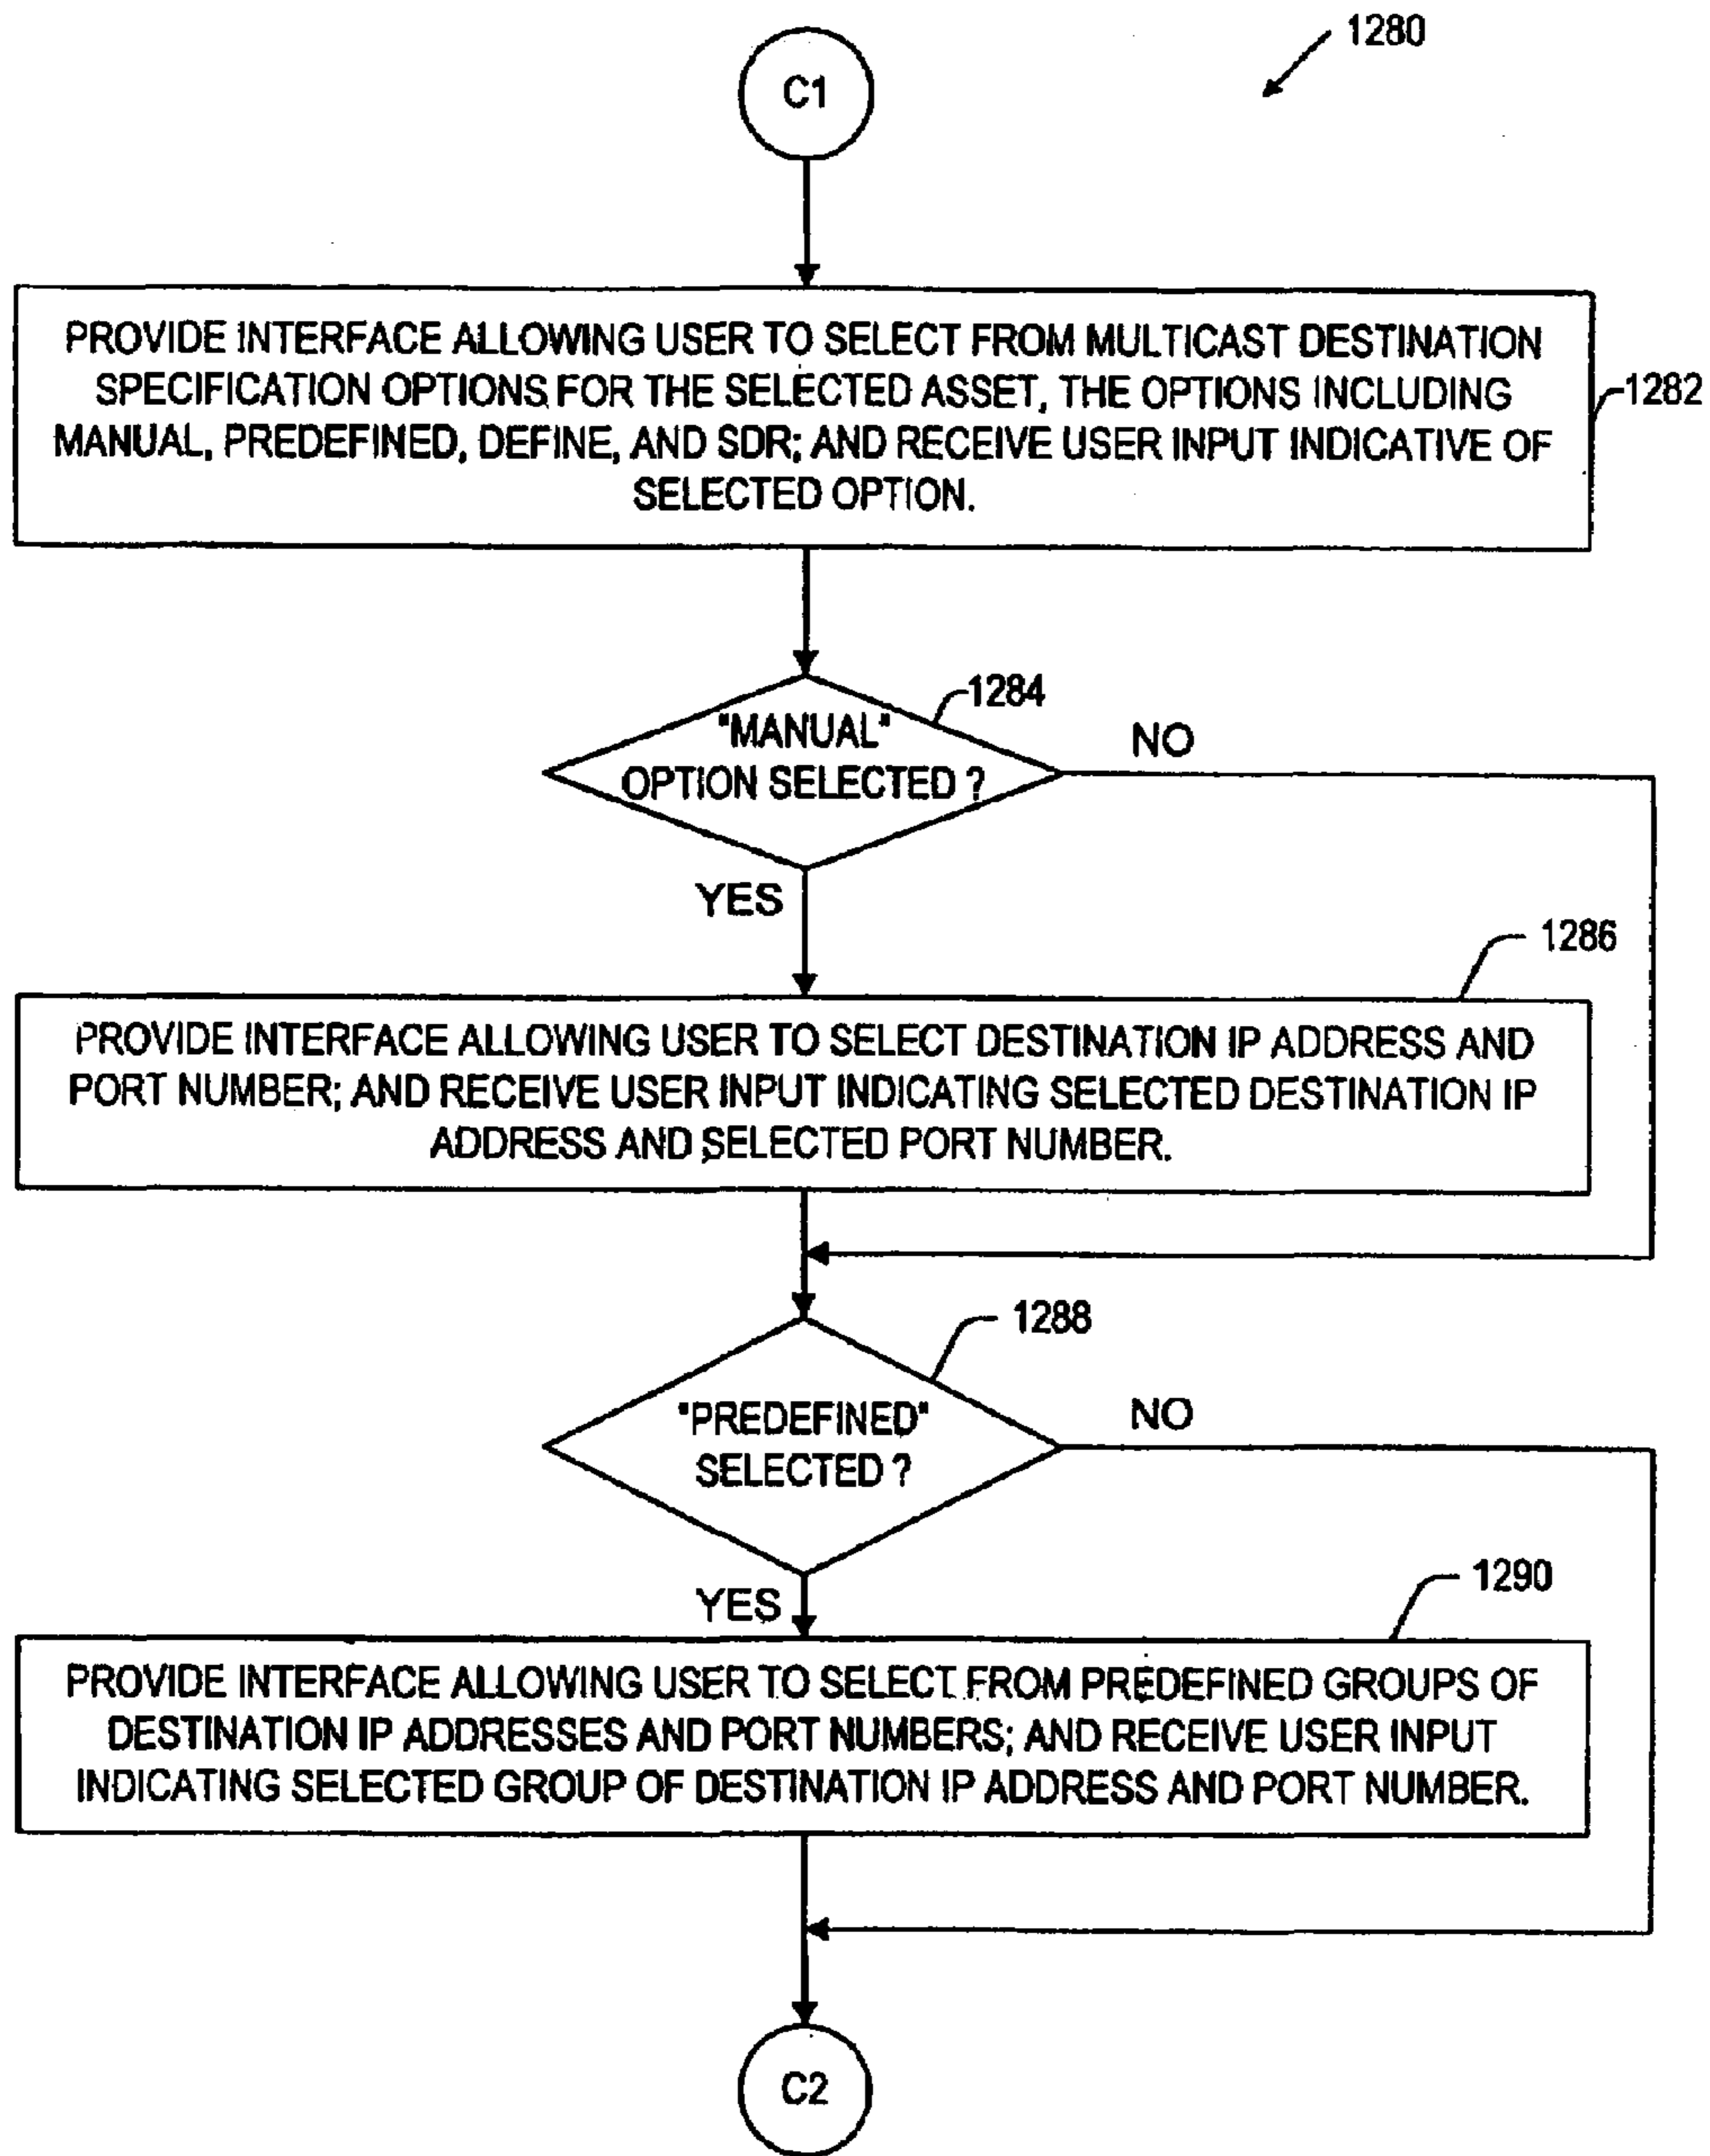 1280
C1
PROVIDE INTERFACE ALLOWING USER TO SELECT FROM MULTICAST DESTINATION
SPECIFICATION OPTIONS FOR THE SELECTED ASSET, THE OPTIONS INCLUDING
MANUAL, PREDEFINED, DEFINE, AND SDR; AND RECEIVE USER INPUT INDICATIVE OF
SELECTED OPTION.
1282
1284
"MANUAL"
OPTION SELECTED ?
NO
YES
1286
PROVIDE INTERFACE ALLOWING USER TO SELECT DESTINATION IP ADDRESS AND
PORT NUMBER; AND RECEIVE USER INPUT INDICATING SELECTED DESTINATION IP
ADDRESS AND SELECTED PORT NUMBER.
1288
"PREDEFINED"
SELECTED ?
NO
YES
1290
PROVIDE INTERFACE ALLOWING USER TO SELECT FROM PREDEFINED GROUPS OF
DESTINATION IP ADDRESSES AND PORT NUMBERS; AND RECEIVE USER INPUT
INDICATING SELECTED GROUP OF DESTINATION IP ADDRESS AND PORT NUMBER.
C2